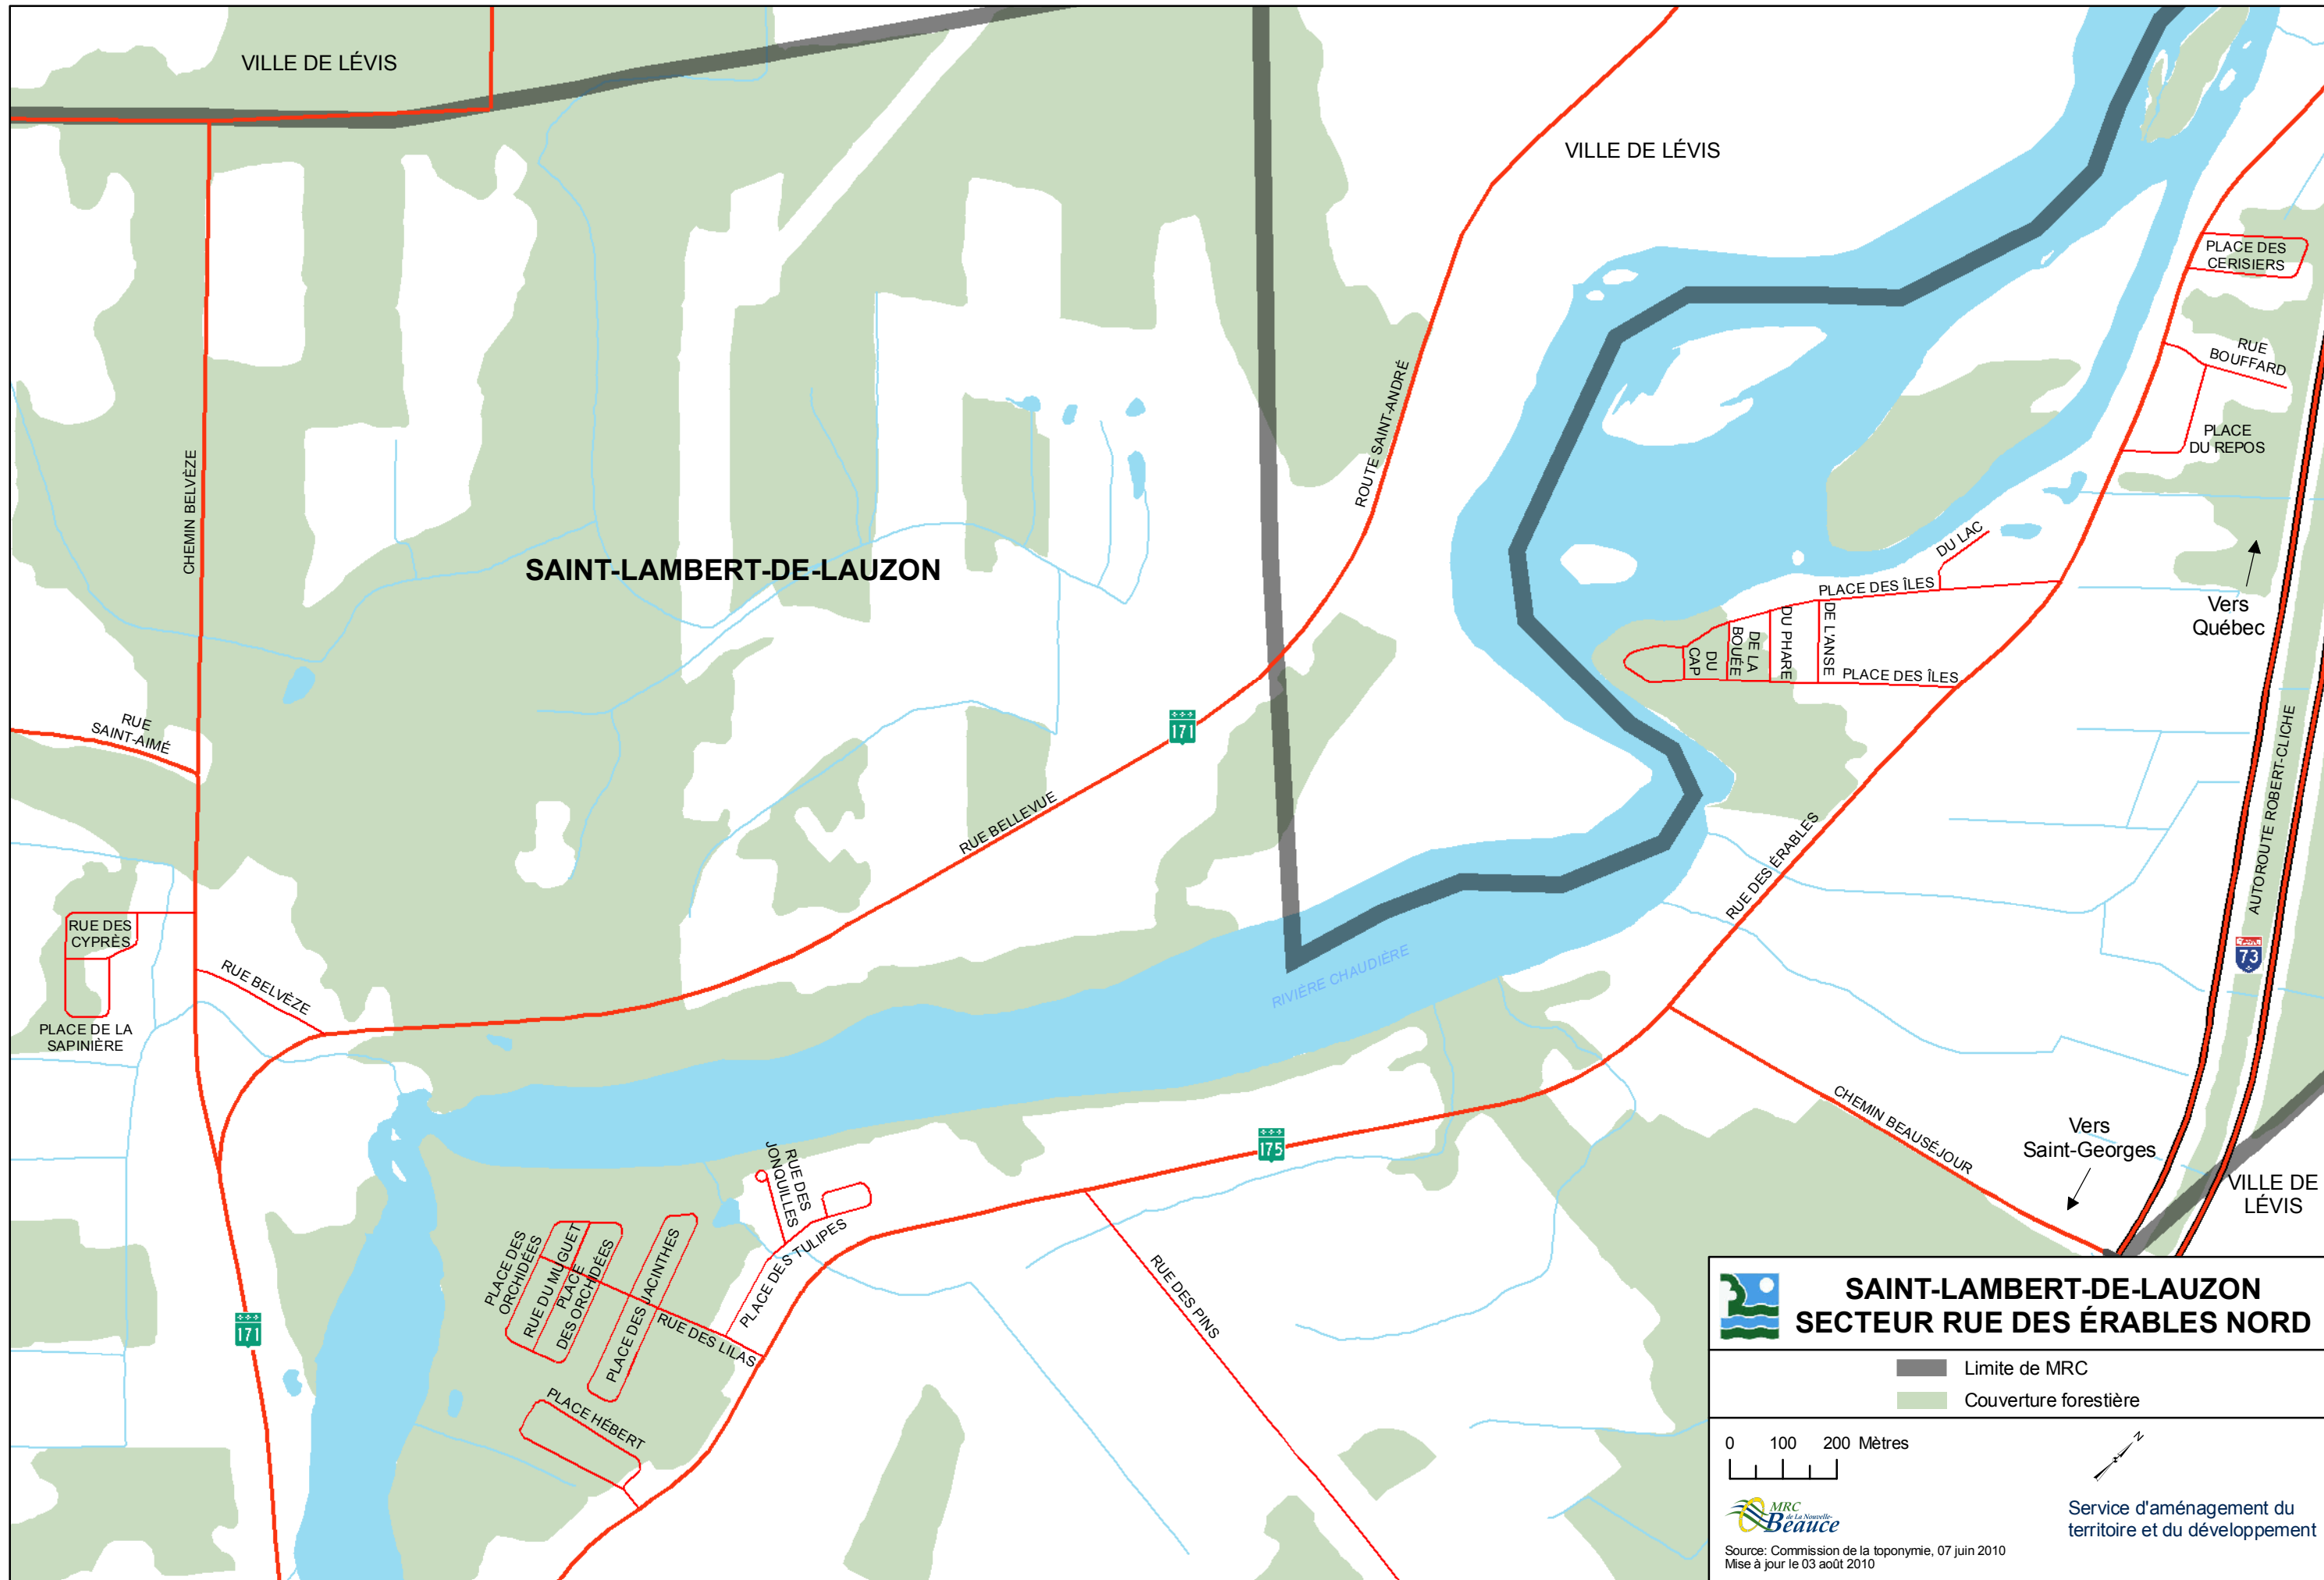 VILLE DE LÉVIS
VILLE DE LÉVIS
PLACE DES
CERISIERS
RUE
BOUFFARD
PLACE
DU REPOS
CHEMIN BELVÈZE
ROUTE SAINT-ANDRÉ
SAINT-LAMBERT-DE-LAUZON
DU LAC
PLACE DES ÎLES
DE L'ANSE
DU PHARE
DE LA
BOUÉE
DU
CAP
PLACE DES ÎLES
Vers
Québec
RUE
SAINT-AIMÉ
171
RUE BELLEVUE
RUE DES ÉRABLES
AUTOROUTE ROBERT-CLICHE
73
RUE DES
CYPRÈS
RUE BELVÈZE
PLACE DE LA
SAPINIÈRE
RIVIÈRE CHAUDIÈRE
CHEMIN BEAUSÉJOUR
Vers
Saint-Georges
VILLE DE
LÉVIS
175
RUE DES
JONQUILLES
PLACE DES TULIPES
PLACE DES
ORCHIDÉES
RUE DU MUGUET
PLACE
DES ORCHIDÉES
PLACE DES JACINTHES
RUE DES LILAS
RUE DES PINS
171
PLACE HÉBERT
SAINT-LAMBERT-DE-LAUZON
SECTEUR RUE DES ÉRABLES NORD
Limite de MRC
Couverture forestière
0 100 200 Mètres
N
MRC
de La Nouvelle-
Beauce
Service d'aménagement du
territoire et du développement
Source: Commission de la toponymie, 07 juin 2010
Mise à jour le 03 août 2010